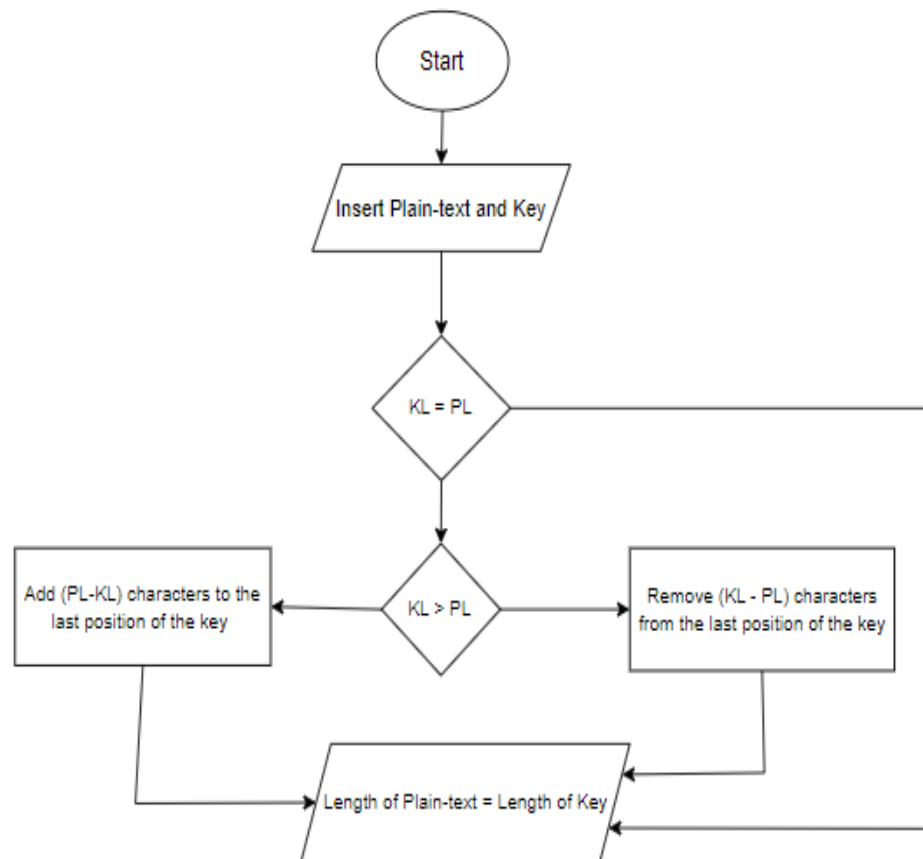 Start
Insert Plain-text and Key
KL = PL
Add (PL-KL) characters to the
last position of the key
KL > PL
Remove (KL - PL) characters
from the last position of the key
Length of Plain-text = Length of Key